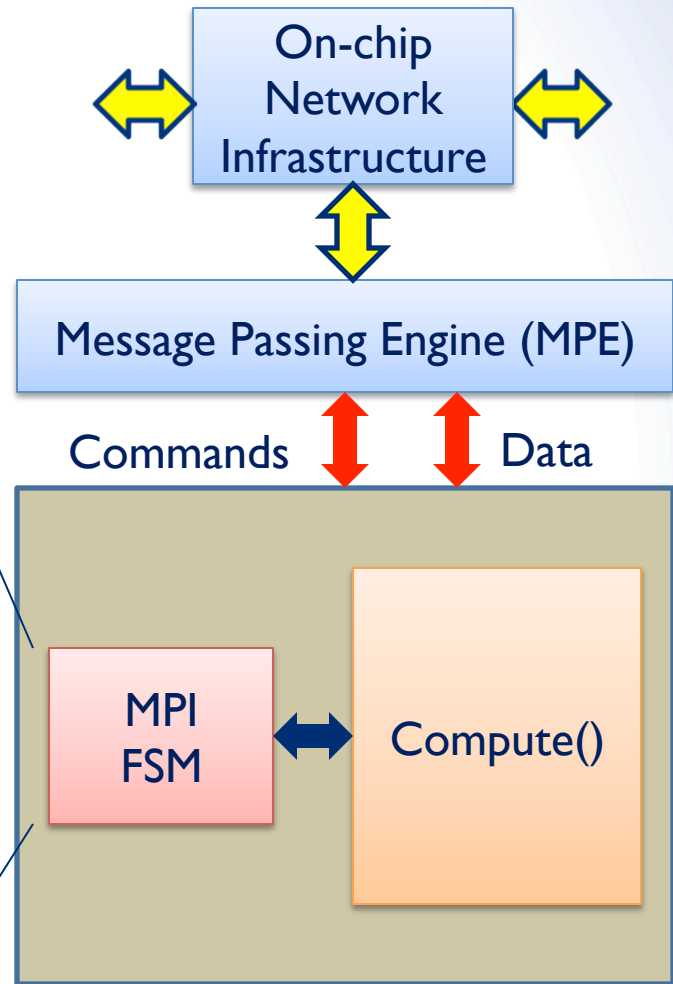 On-chip
Network
Infrastructure
Message Passing Engine (MPE)
Commands
Data
MPI
FSM
Compute()